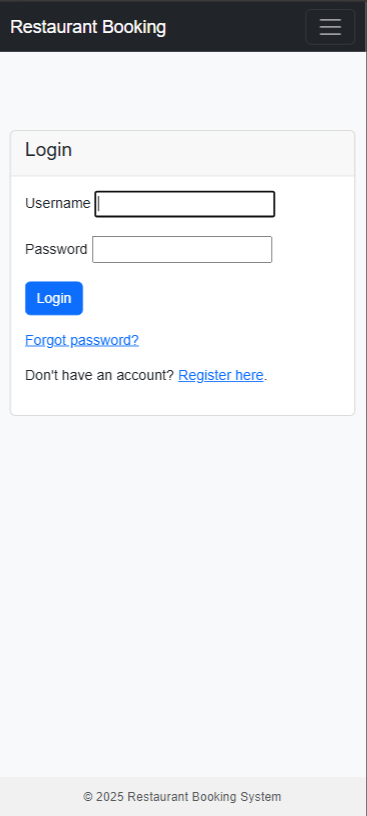 Restaurant Booking
Login
Username
Password
Login
Forgot password?
Don't have an account? Register here.
© 2025 Restaurant Booking System